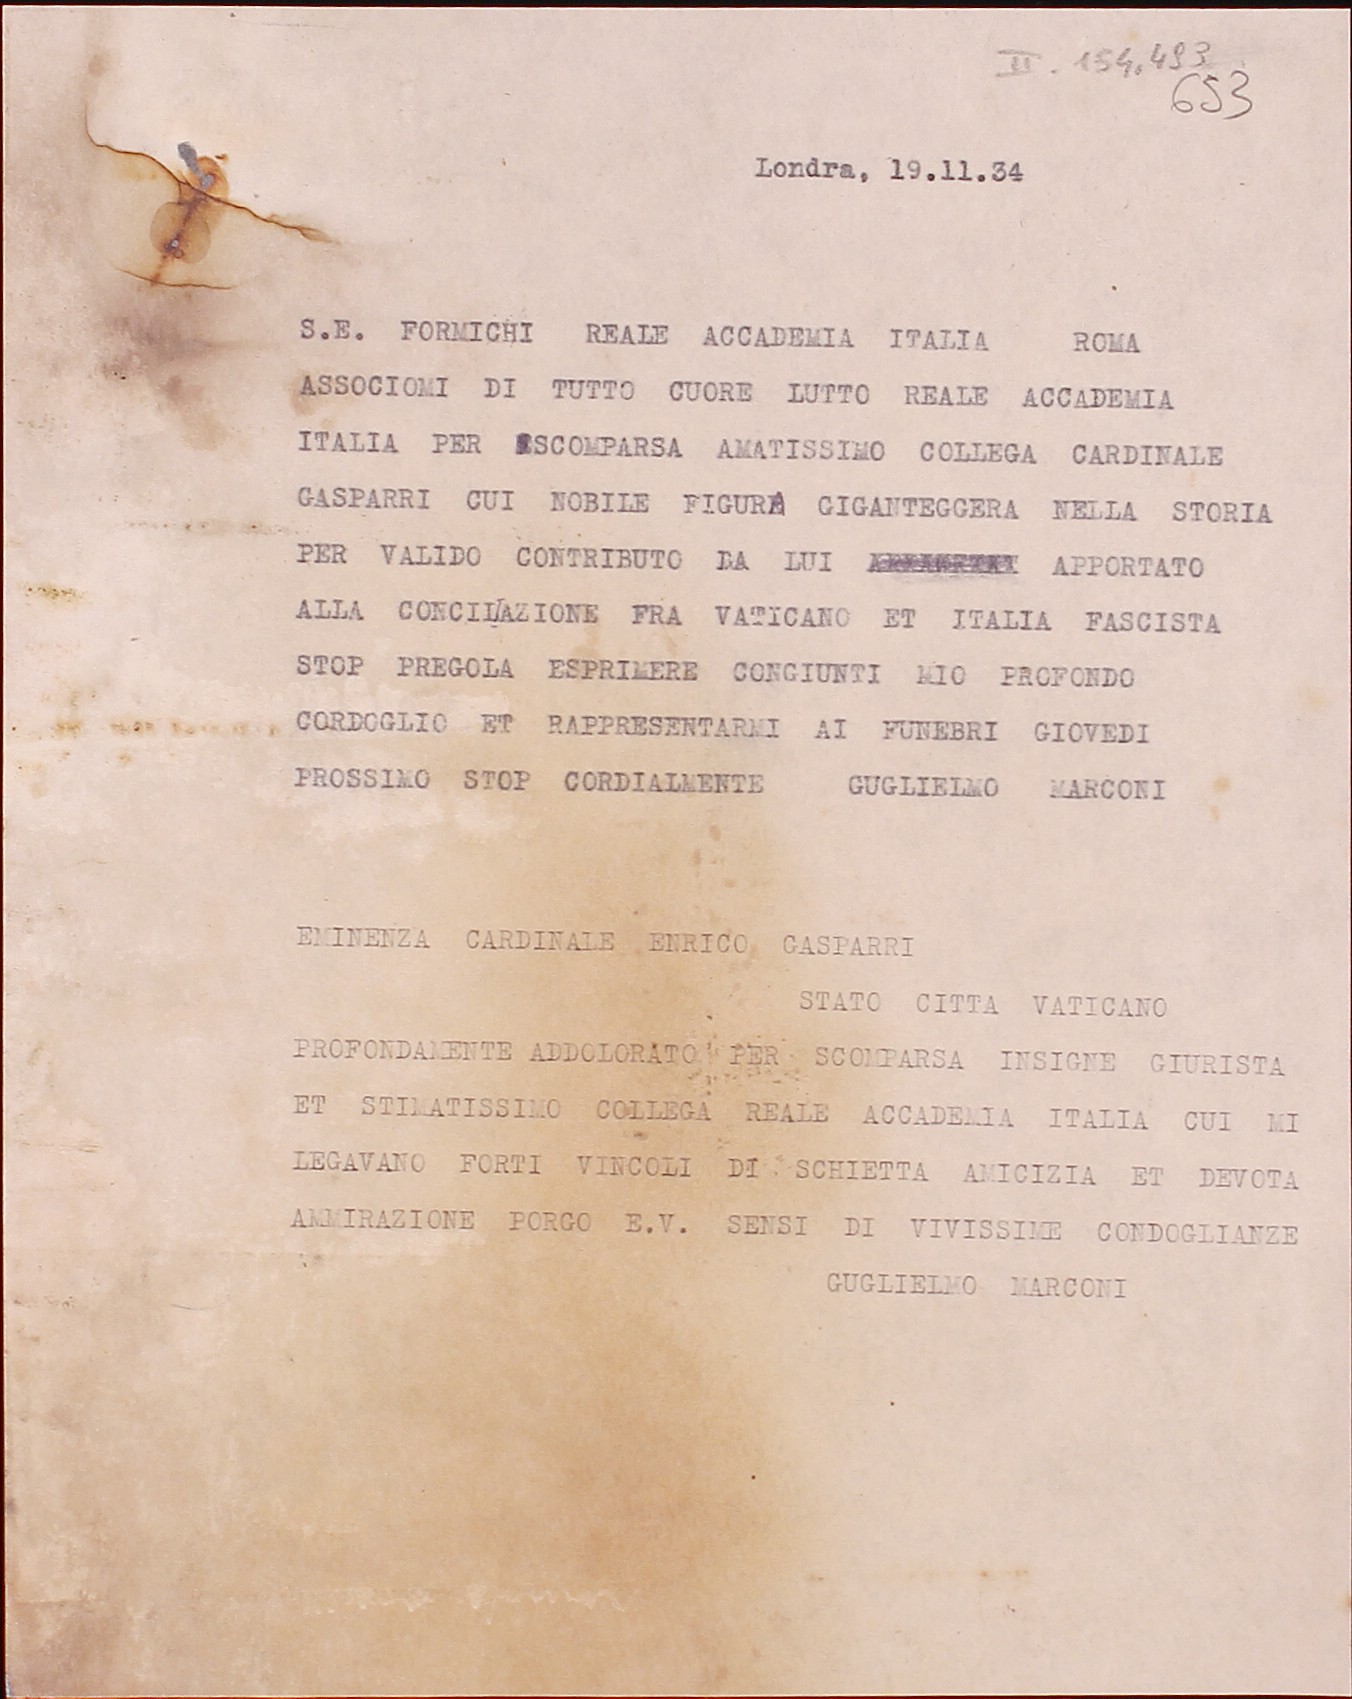 II. 154,493
653
Londra, 19.11.34
S.E. FORMICHI REALE ACCADEMIA ITALIA ROMA
ASSOCIOMI DI TUTTO CUORE LUTTO REALE ACCADEMIA
ITALIA PER SCOMPARSA AMATISSIMO COLLEGA CARDINALE
GASPARRI CUI NOBILE FIGURA GIGANTEGGERA NELLA STORIA
PER VALIDO CONTRIBUTO DA LUI APPORTATO
ALLA CONCILIAZIONE FRA VATICANO ET ITALIA FASCISTA
STOP PREGOLA ESPRIMERE CONGIUNTI MIO PROFONDO
CORDOGLIO ET RAPPRESENTARMI AI FUNEBRI GIOVEDI
PROSSIMO STOP CORDIALMENTE GUGLIELMO MARCONI
EMINENZA CARDINALE ENRICO GASPARRI
STATO CITTA VATICANO
PROFONDAMENTE ADDOLORATO PER SCOMPARSA INSIGNE GIURISTA
ET STIMATISSIMO COLLEGA REALE ACCADEMIA ITALIA CUI MI
LEGAVANO FORTI VINCOLI DI SCHIETTA AMICIZIA ET DEVOTA
AMMIRAZIONE PORGO E.V. SENSI DI VIVISSIME CONDOGLIANZE
GUGLIELMO MARCONI